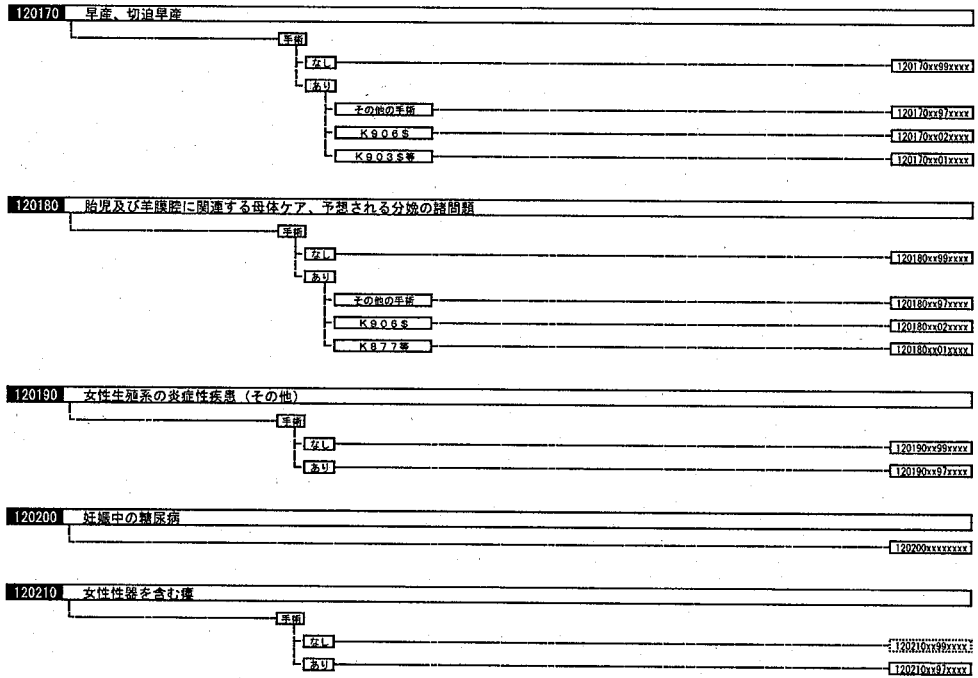 120170 早産、切迫早産
手術
なし 120170xx99xxxx
あり
その他の手術 120170xx97xxxx
K906$ 120170xx02xxxx
K903$等 120170xx01xxxx
120180 胎児及び羊膜腔に関連する母体ケア、予想される分娩の諸問題
手術
なし 120180xx99xxxx
あり
その他の手術 120180xx97xxxx
K906$ 120180xx02xxxx
K877等 120180xx01xxxx
120190 女性生殖系の炎症性疾患（その他）
手術
なし 120190xx99xxxx
あり 120190xx97xxxx
120200 妊娠中の糖尿病
120200xxxxxxxx
120210 女性性器を含む瘻
手術
なし 120210xx99xxxx
あり 120210xx97xxxx